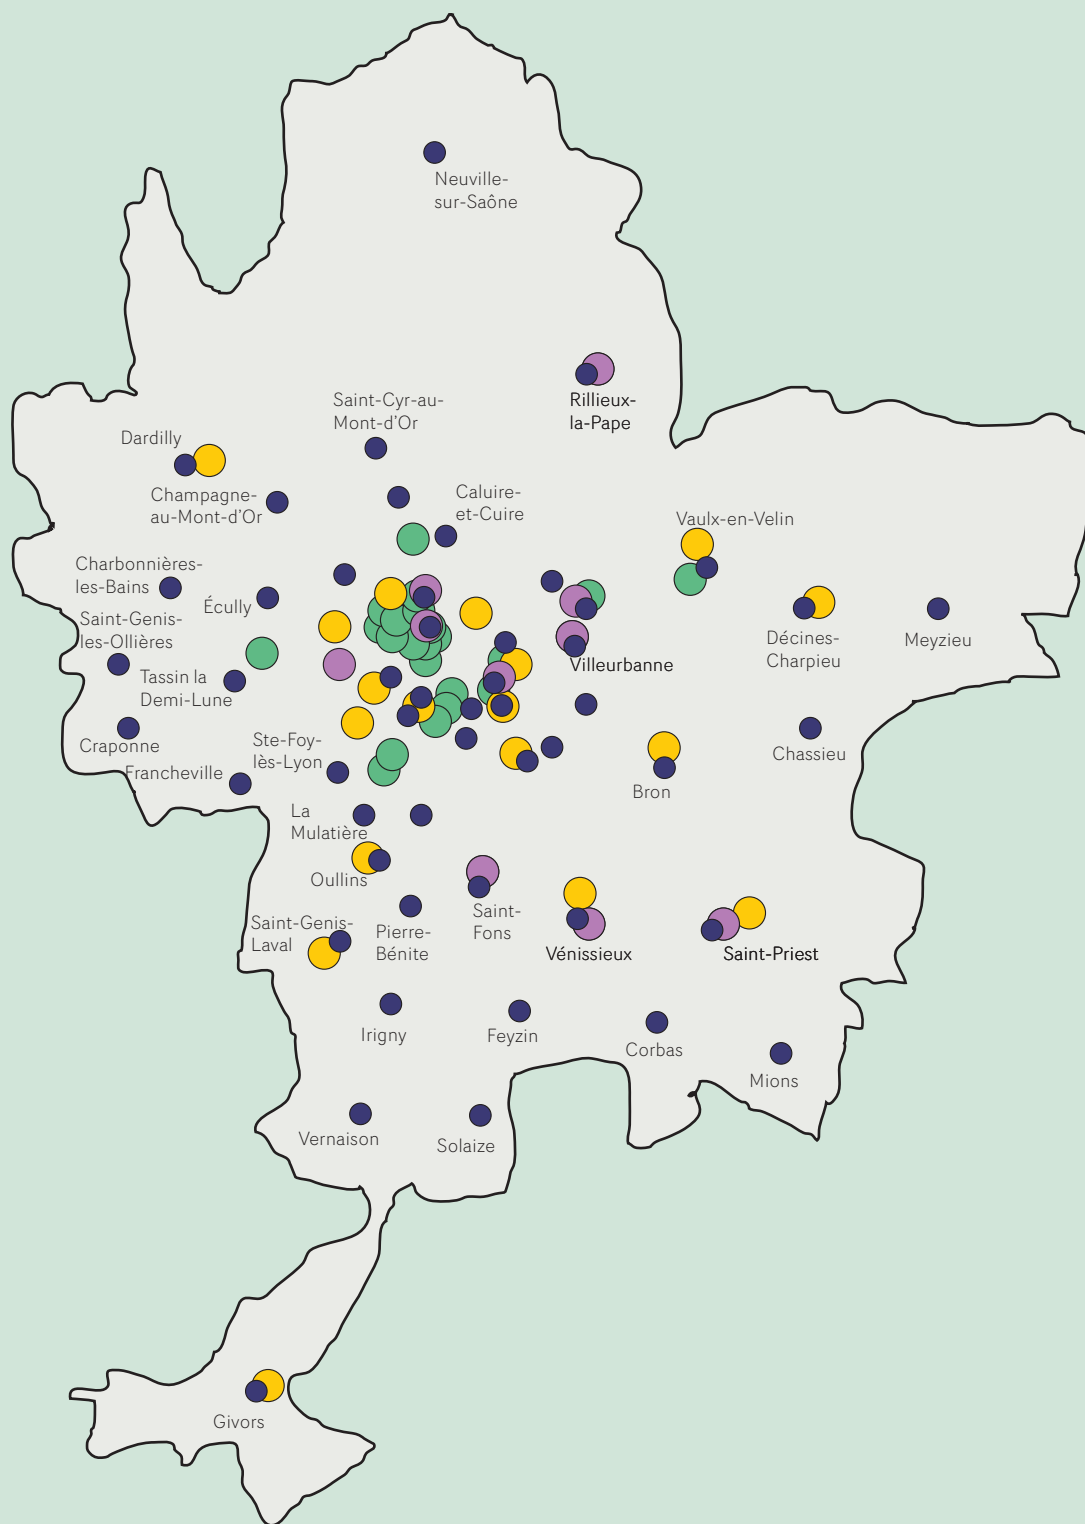 Neuville-
sur-Saône
Rillieux-
la-Pape
Saint-Cyr-au-
Mont-d'Or
Dardilly
Champagne-
au-Mont-d'Or
Caluire-
et-Cuire
Vaulx-en-Velin
Charbonnières-
les-Bains
Écully
Saint-Genis-
les-Ollières
Décines-
Charpieu
Meyzieu
Villeurbanne
Tassin la
Demi-Lune
Craponne
Ste-Foy-
lès-Lyon
Chassieu
Francheville
Bron
La
Mulatière
Oullins
Saint-Genis-
Laval
Pierre-
Bénite
Saint-
Fons
Vénissieux
Saint-Priest
Irigny
Feyzin
Corbas
Mions
Vernaison
Solaize
Givors